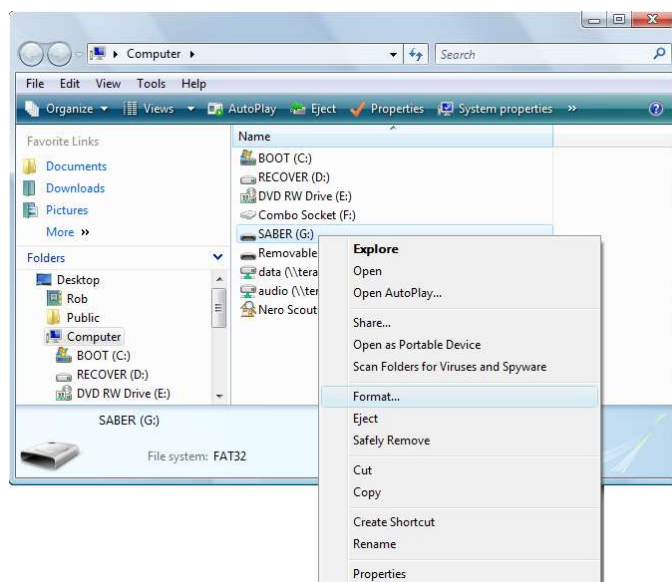 Computer
Search
File Edit View Tools Help
Organize Views AutoPlay Eject Properties System properties »
Favorite Links
Documents
Downloads
Pictures
More »
Folders
Desktop
Rob
Public
Computer
BOOT (C:)
RECOVER (D:)
DVD RW Drive (E:)
Name
BOOT (C:)
RECOVER (D:)
DVD RW Drive (E:)
Combo Socket (F:)
SABER (G:)
Removable
data (\\tera
audio (\\ter
Nero Scout
Explore
Open
Open AutoPlay...
Share...
Open as Portable Device
Scan Folders for Viruses and Spyware
Format...
Eject
Safely Remove
Cut
Copy
Create Shortcut
Rename
Properties
SABER (G:)
File system: FAT32